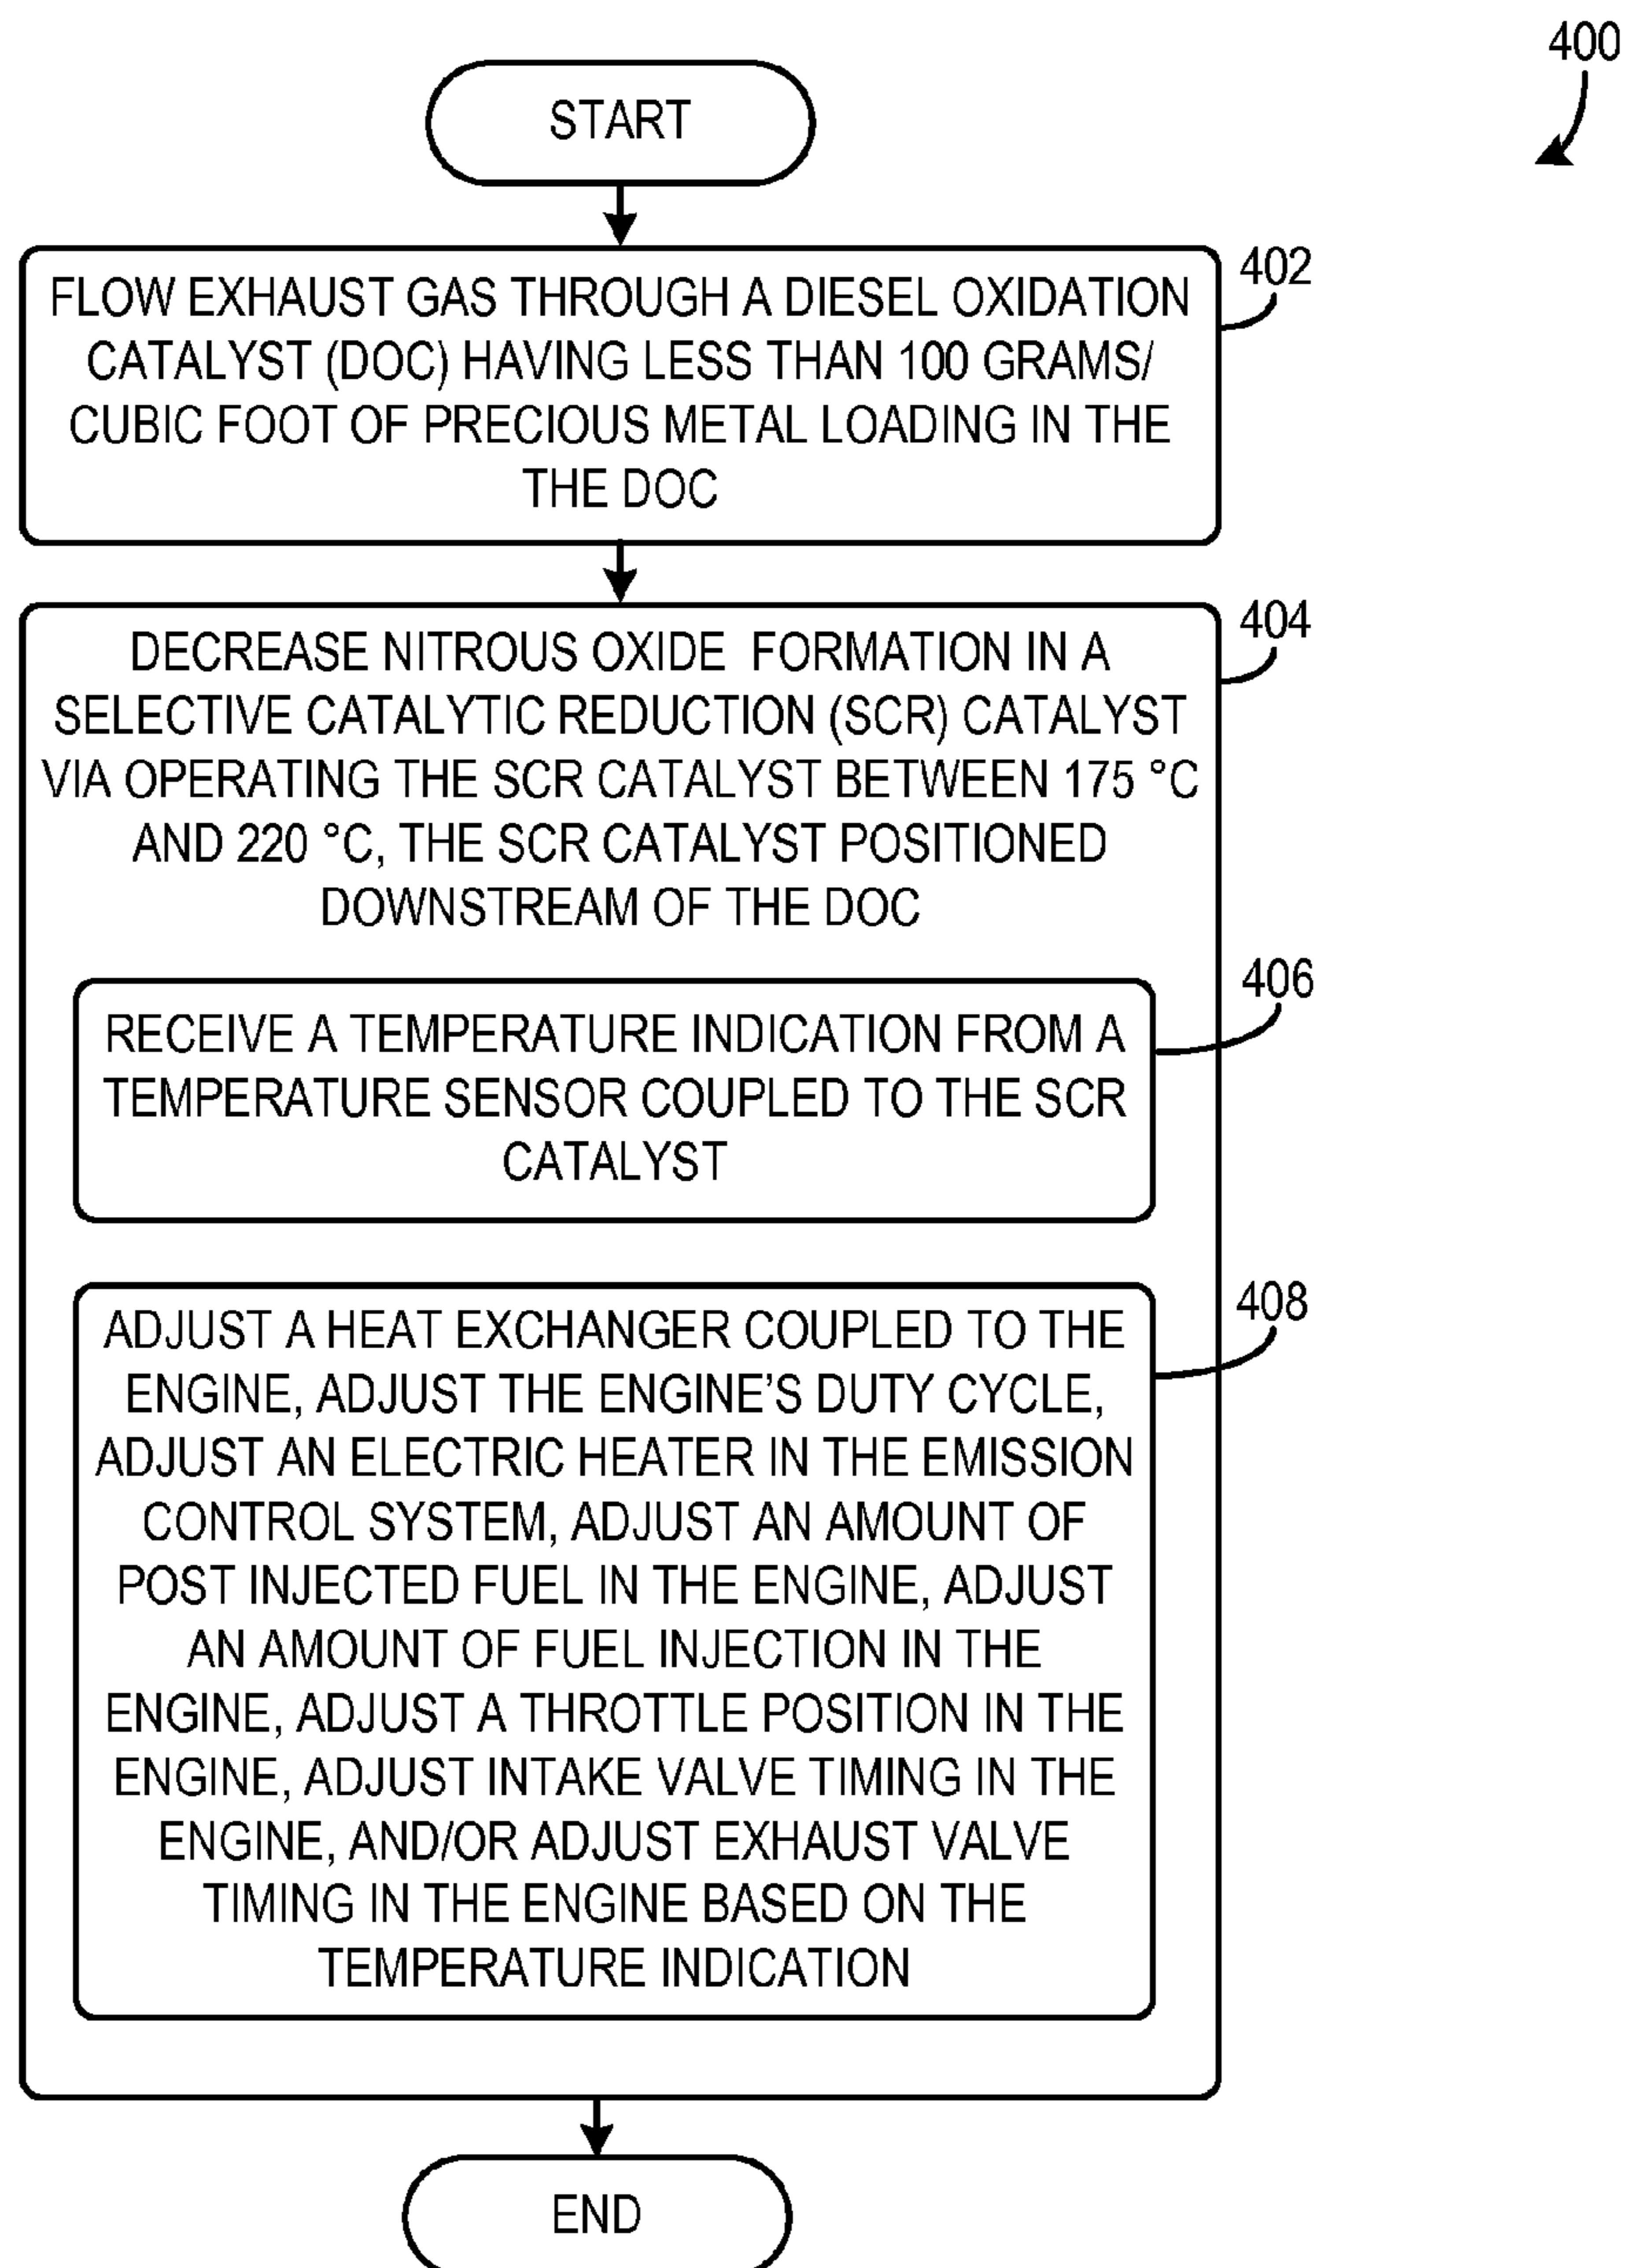 400
START
402
FLOW EXHAUST GAS THROUGH A DIESEL OXIDATION
CATALYST (DOC) HAVING LESS THAN 100 GRAMS/
CUBIC FOOT OF PRECIOUS METAL LOADING IN THE
THE DOC
404
DECREASE NITROUS OXIDE FORMATION IN A
SELECTIVE CATALYTIC REDUCTION (SCR) CATALYST
VIA OPERATING THE SCR CATALYST BETWEEN 175 °C
AND 220 °C, THE SCR CATALYST POSITIONED
DOWNSTREAM OF THE DOC
406
RECEIVE A TEMPERATURE INDICATION FROM A
TEMPERATURE SENSOR COUPLED TO THE SCR
CATALYST
408
ADJUST A HEAT EXCHANGER COUPLED TO THE
ENGINE, ADJUST THE ENGINE’S DUTY CYCLE,
ADJUST AN ELECTRIC HEATER IN THE EMISSION
CONTROL SYSTEM, ADJUST AN AMOUNT OF
POST INJECTED FUEL IN THE ENGINE, ADJUST
AN AMOUNT OF FUEL INJECTION IN THE
ENGINE, ADJUST A THROTTLE POSITION IN THE
ENGINE, ADJUST INTAKE VALVE TIMING IN THE
ENGINE, AND/OR ADJUST EXHAUST VALVE
TIMING IN THE ENGINE BASED ON THE
TEMPERATURE INDICATION
END